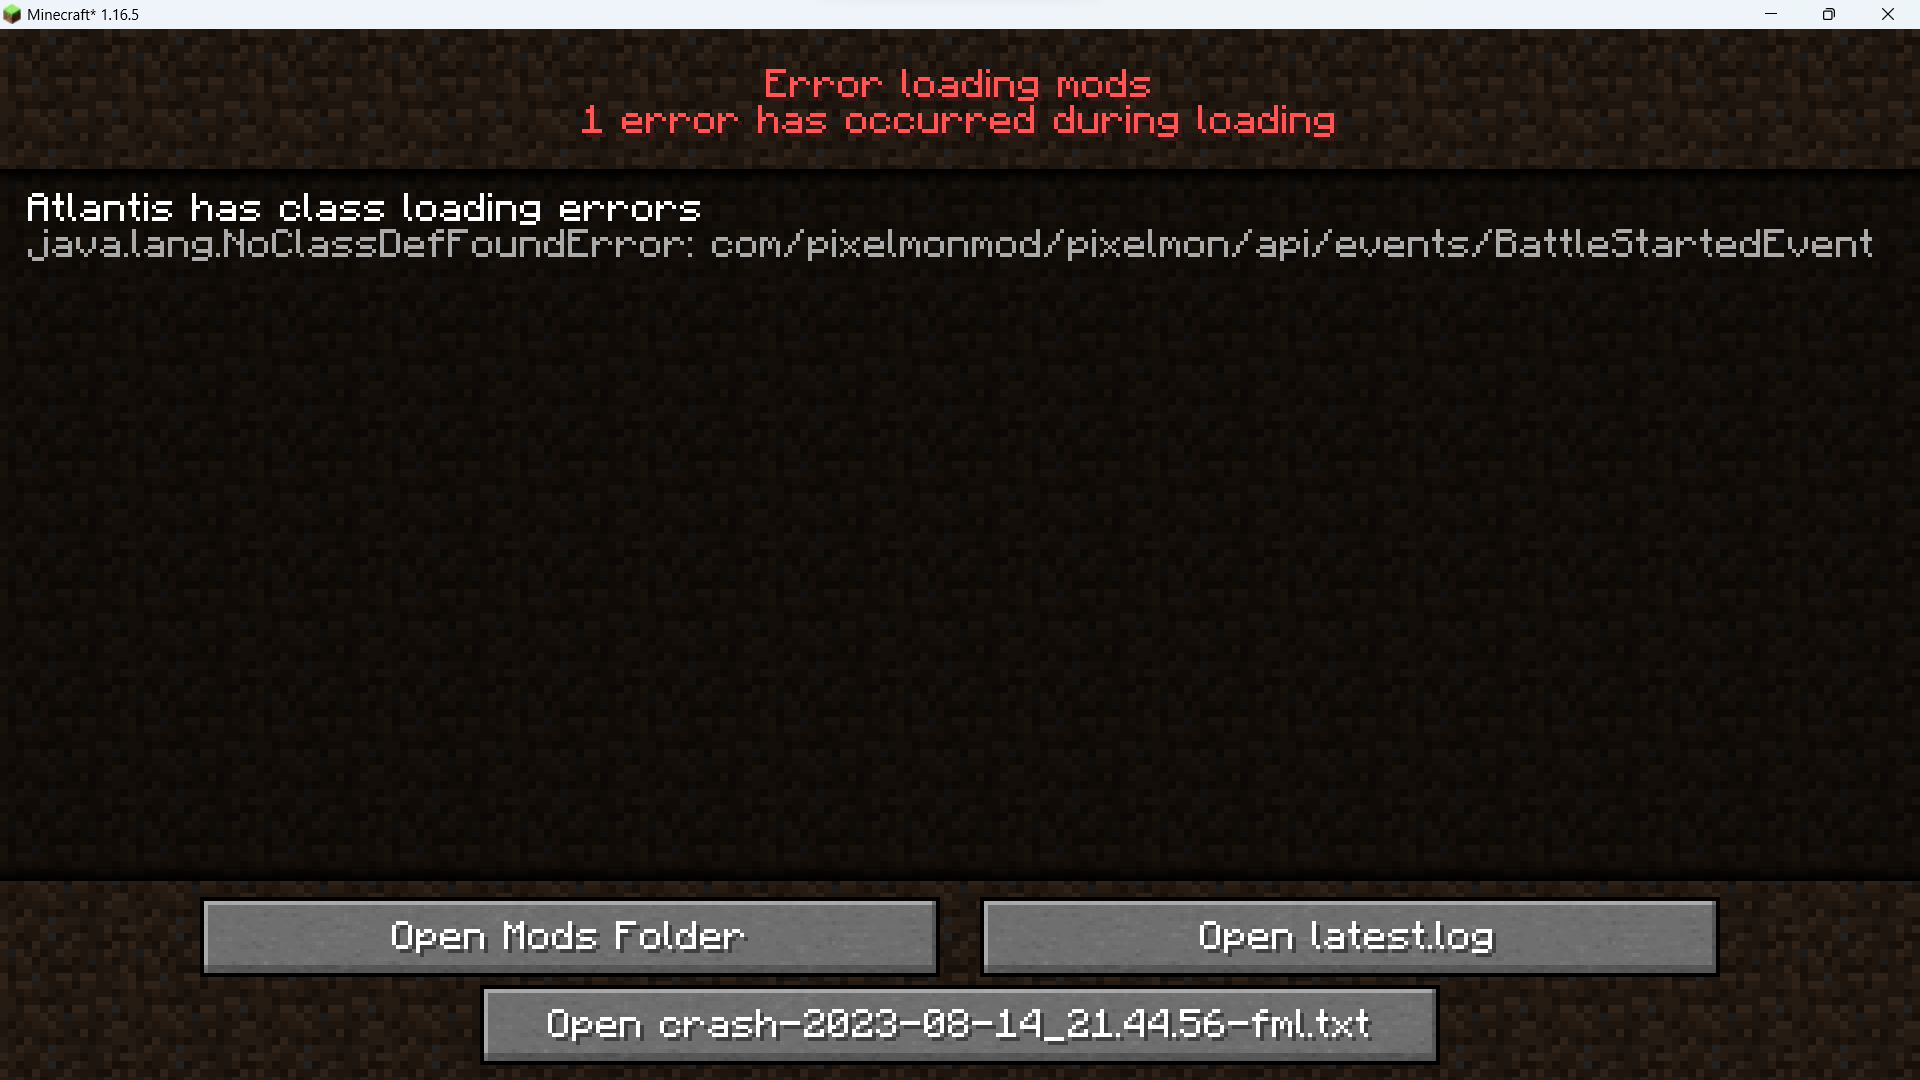 Minecraft* 1.16.5
Error loading mods
1 error has occurred during loading
Atlantis has class loading errors
java.lang.NoClassDefFoundError: com/pixelmonmod/pixelmon/api/events/BattleStartedEvent
Open Mods Folder
Open latest.log
Open crash-2023-08-14_21.44.56-fml.txt